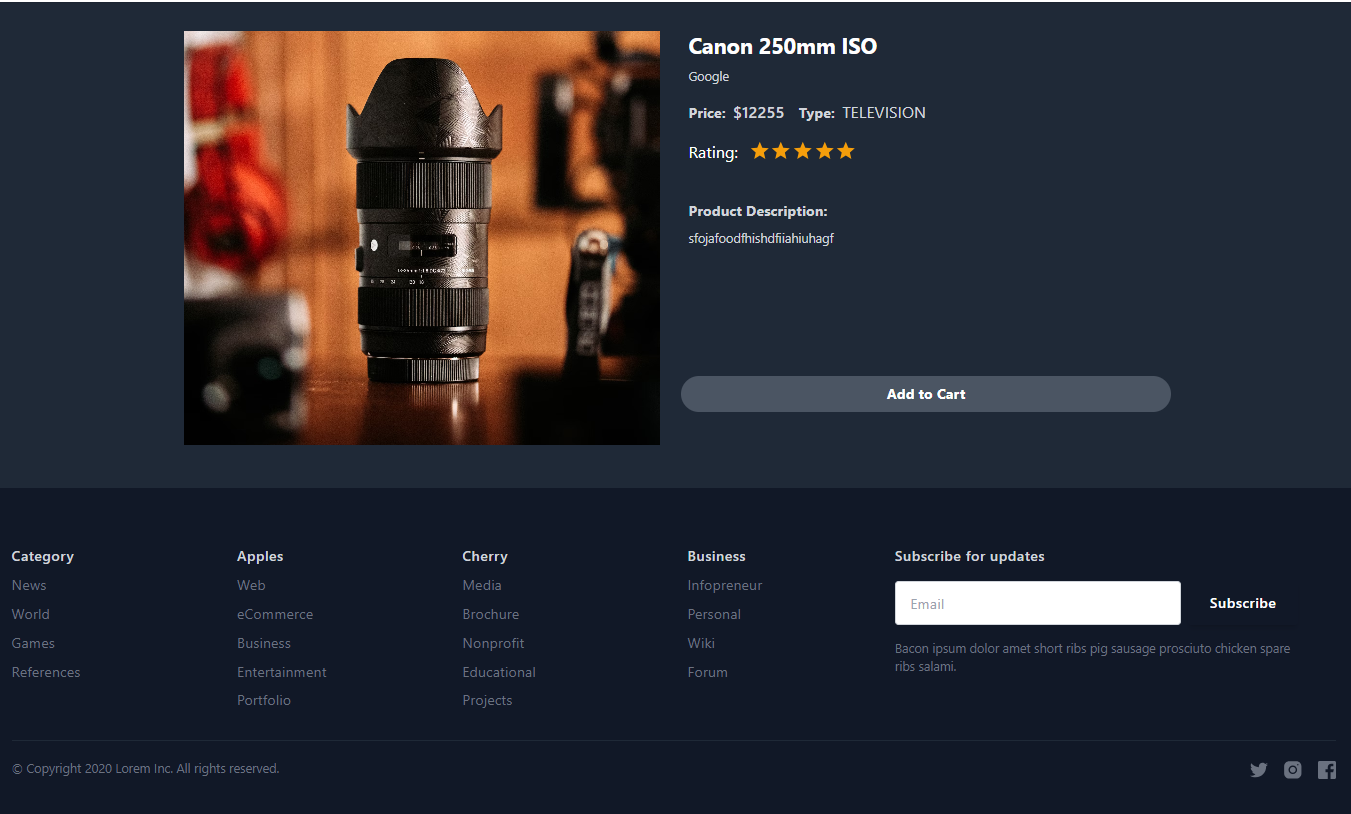 Canon 250mm ISO
Google
Price: $12255 Type: TELEVISION
Rating:
Product Description:
sfojafoodfhishdfiiahiuhagf
Add to Cart
Category
News
World
Games
References
Apples
Web
eCommerce
Business
Entertainment
Portfolio
Cherry
Media
Brochure
Nonprofit
Educational
Projects
Business
Infopreneur
Personal
Wiki
Forum
Subscribe for updates
Email
Subscribe
Bacon ipsum dolor amet short ribs pig sausage prosciuto chicken spare
ribs salami.
© Copyright 2020 Lorem Inc. All rights reserved.